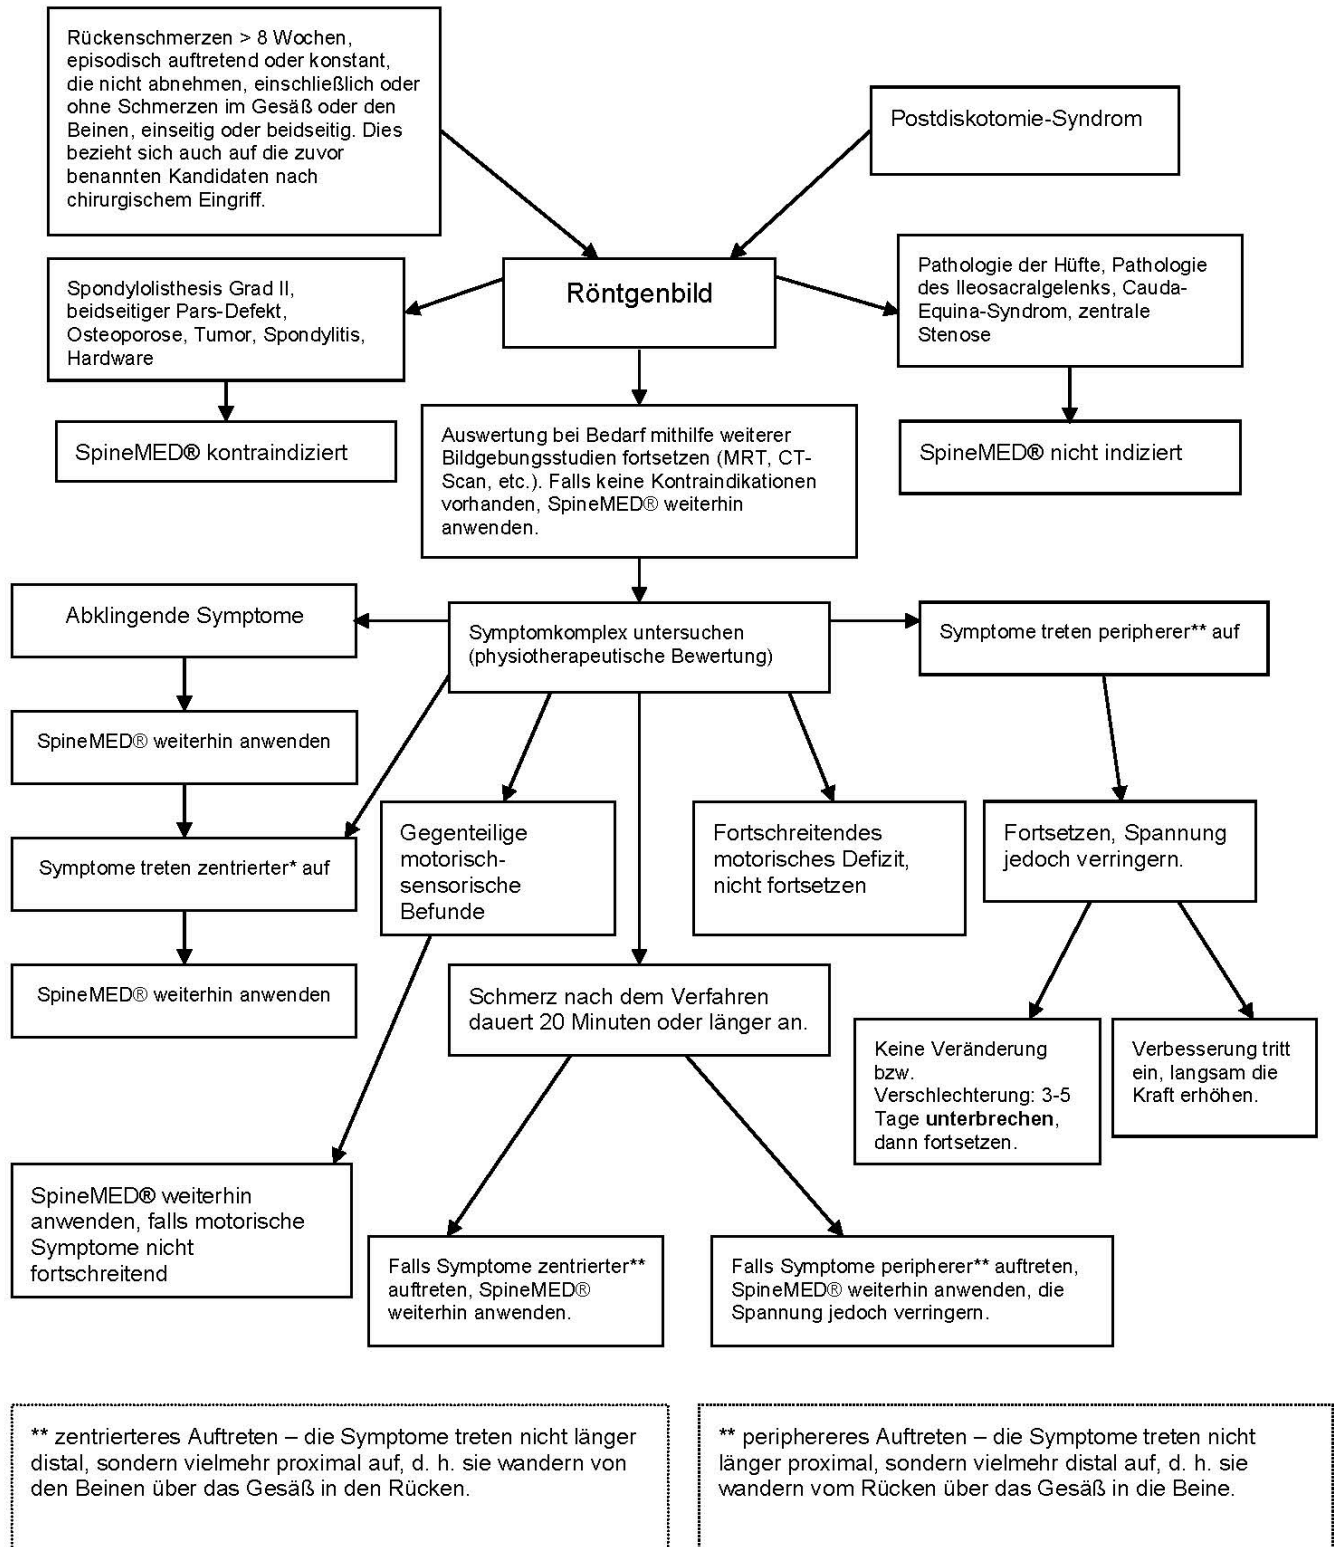 Rückenschmerzen > 8 Wochen,
episodisch auftretend oder konstant,
die nicht abnehmen, einschließlich oder
ohne Schmerzen im Gesäß oder den
Beinen, einseitig oder beidseitig. Dies
bezieht sich auch auf die zuvor
benannten Kandidaten nach
chirurgischem Eingriff.
Postdiskotomie-Syndrom
Spondylolisthesis Grad II,
beidseitiger Pars-Defekt,
Osteoporose, Tumor, Spondylitis,
Hardware
Röntgenbild
Pathologie der Hüfte, Pathologie
des Ileosacralgelenks, Cauda-
Equina-Syndrom, zentrale
Stenose
SpineMED® kontraindiziert
Auswertung bei Bedarf mithilfe weiterer
Bildgebungsstudien fortsetzen (MRT, CT-
Scan, etc.). Falls keine Kontraindikationen
vorhanden, SpineMED® weiterhin
anwenden.
SpineMED® nicht indiziert
Abklingende Symptome
Symptomkomplex untersuchen
(physiotherapeutische Bewertung)
Symptome treten peripherer** auf
SpineMED® weiterhin anwenden
Symptome treten zentrierter* auf
SpineMED® weiterhin anwenden
Gegenteilige
motorisch-
sensorische
Befunde
Fortschreitendes
motorisches Defizit,
nicht fortsetzen
Fortsetzen, Spannung
jedoch verringern.
Schmerz nach dem Verfahren
dauert 20 Minuten oder länger an.
Keine Veränderung
bzw.
Verschlechterung: 3-5
Tage unterbrechen,
dann fortsetzen.
Verbesserung tritt
ein, langsam die
Kraft erhöhen.
SpineMED® weiterhin
anwenden, falls motorische
Symptome nicht
fortschreitend
Falls Symptome zentrierter**
auftreten, SpineMED®
weiterhin anwenden.
Falls Symptome peripherer** auftreten,
SpineMED® weiterhin anwenden, die
Spannung jedoch verringern.
** zentrierteres Auftreten – die Symptome treten nicht länger
distal, sondern vielmehr proximal auf, d. h. sie wandern von
den Beinen über das Gesäß in den Rücken.
** periphereres Auftreten – die Symptome treten nicht
länger proximal, sondern vielmehr distal auf, d. h. sie
wandern vom Rücken über das Gesäß in die Beine.